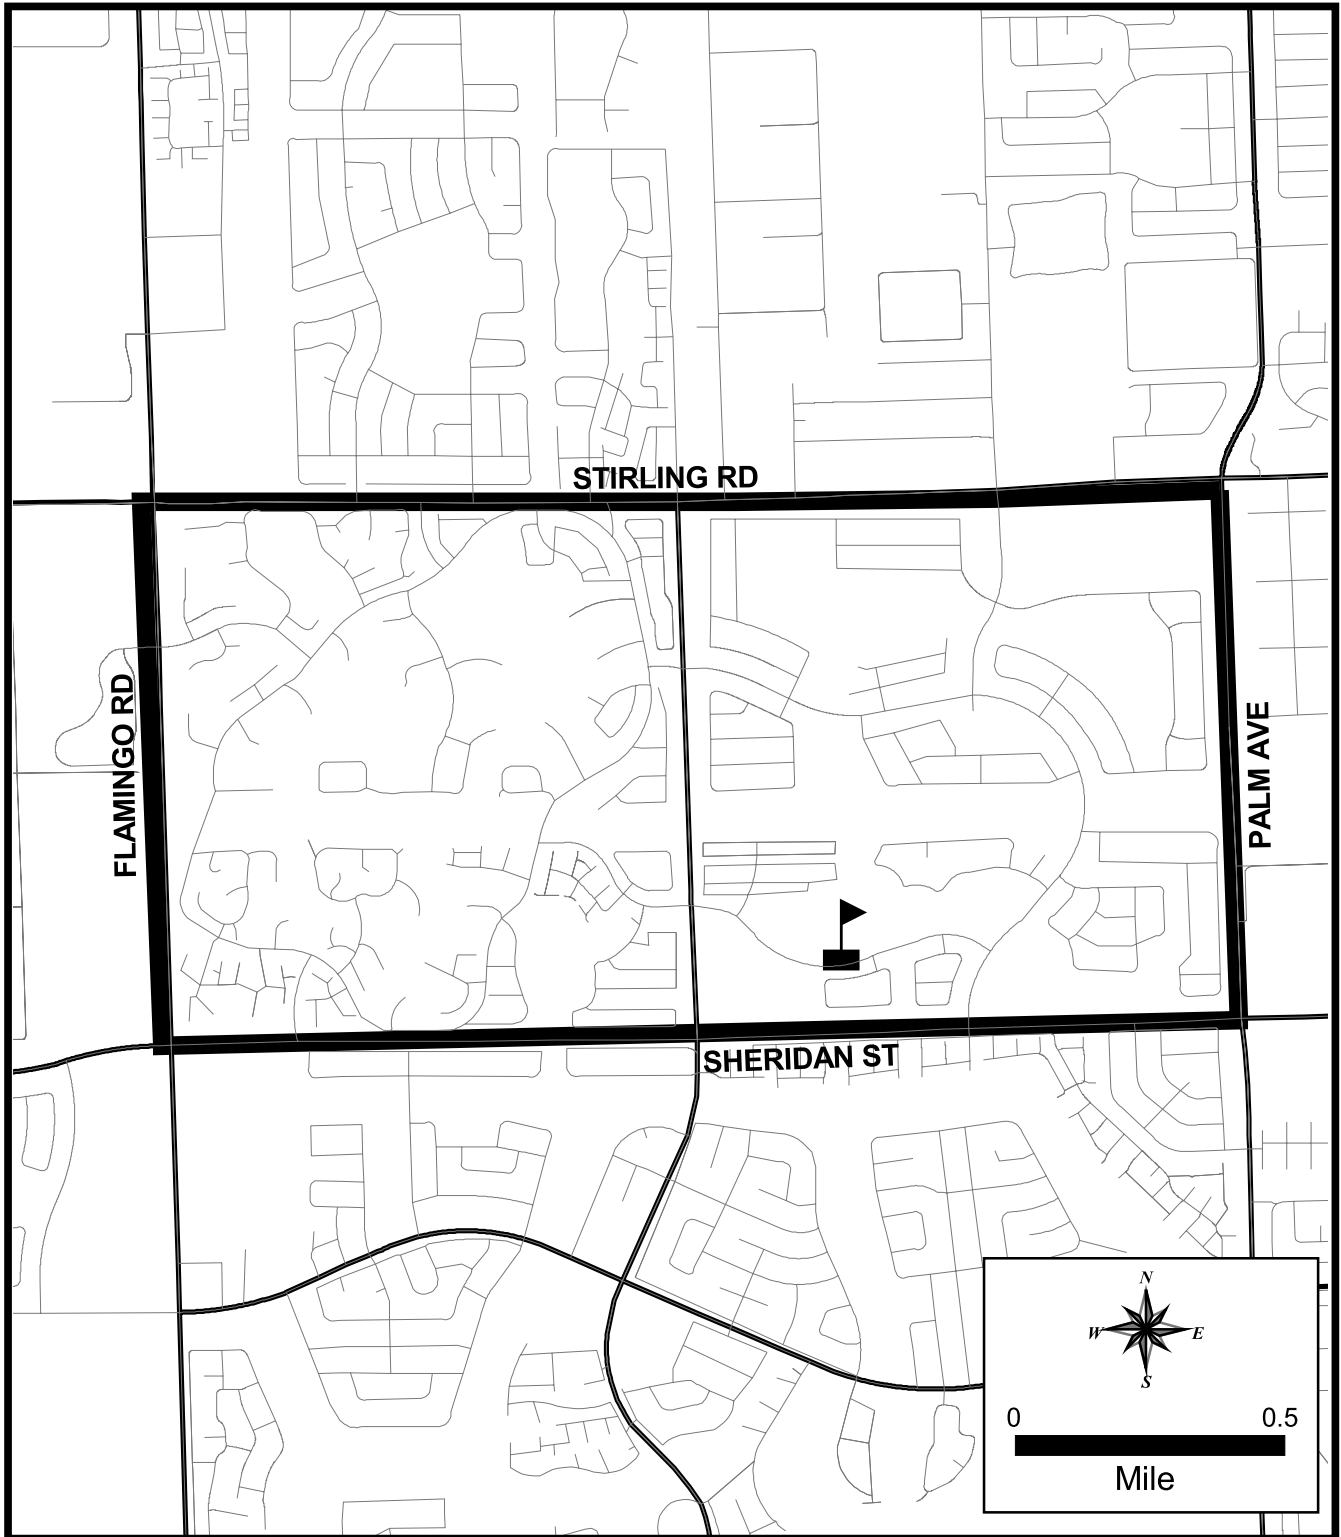 STIRLING RD
FLAMINGO RD
PALM AVE
SHERIDAN ST
N
W E
S
0 0.5
Mile